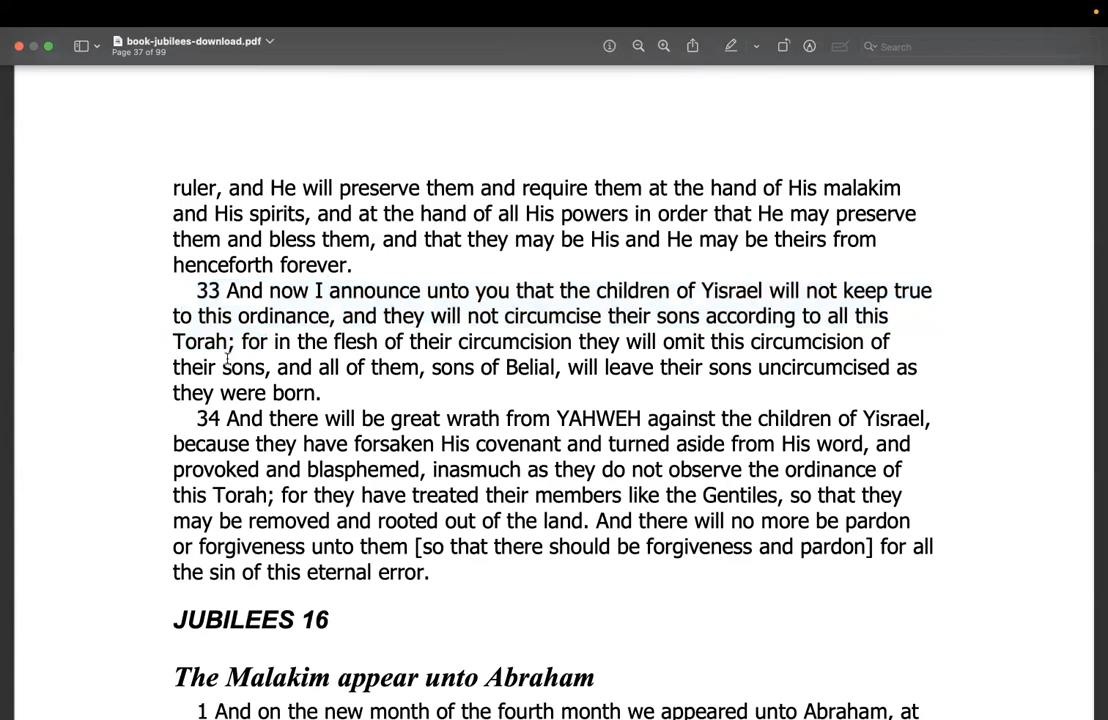 book-jubilees-download.pdf
Page 37 of 99
Search
ruler, and He will preserve them and require them at the hand of His malakim
and His spirits, and at the hand of all His powers in order that He may preserve
them and bless them, and that they may be His and He may be theirs from
henceforth forever.
33 And now I announce unto you that the children of Yisrael will not keep true
to this ordinance, and they will not circumcise their sons according to all this
Torah; for in the flesh of their circumcision they will omit this circumcision of
their sons, and all of them, sons of Belial, will leave their sons uncircumcised as
they were born.
34 And there will be great wrath from YAHWEH against the children of Yisrael,
because they have forsaken His covenant and turned aside from His word, and
provoked and blasphemed, inasmuch as they do not observe the ordinance of
this Torah; for they have treated their members like the Gentiles, so that they
may be removed and rooted out of the land. And there will no more be pardon
or forgiveness unto them [so that there should be forgiveness and pardon] for all
the sin of this eternal error.
JUBILEES 16
The Malakim appear unto Abraham
1 And on the new month of the fourth month we appeared unto Abraham, at